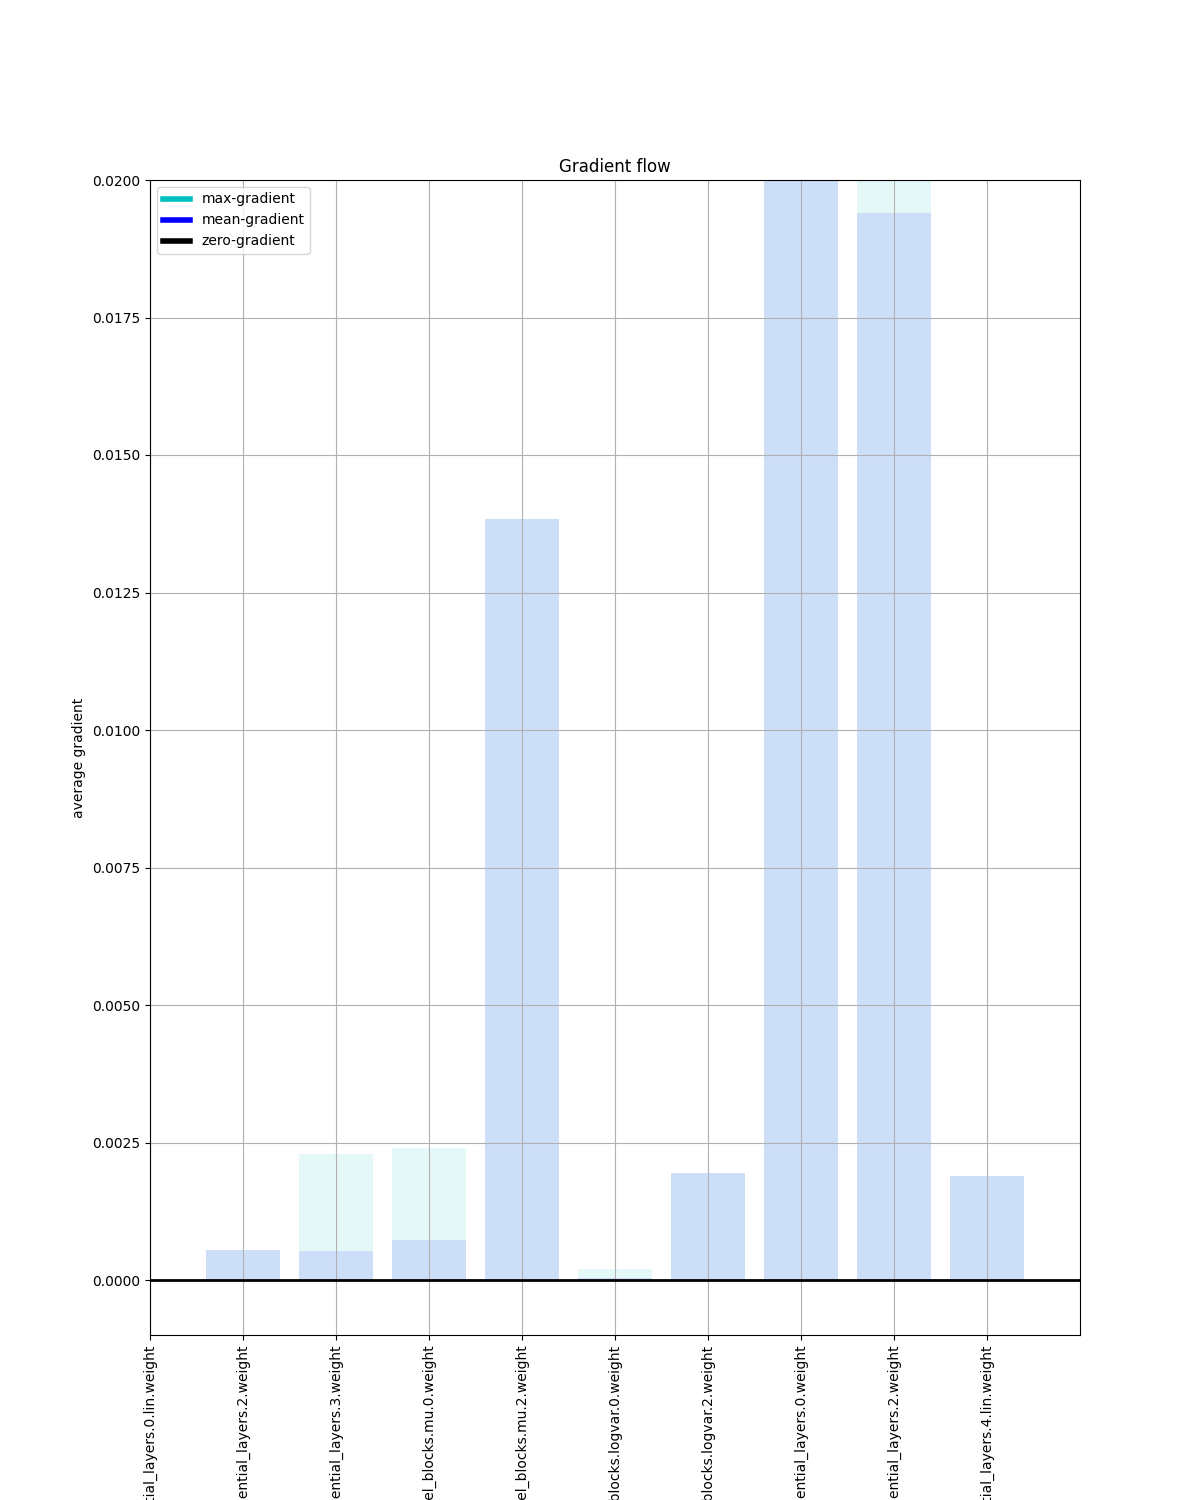 Gradient flow
max-gradient
mean-gradient
zero-gradient
0.0200
0.0175
0.0150
0.0125
0.0100
0.0075
0.0050
0.0025
0.0000
average gradient
tial_layers.0.lin.weight
ential_layers.2.weight
ential_layers.3.weight
el_blocks.mu.0.weight
el_blocks.mu.2.weight
blocks.logvar.0.weight
blocks.logvar.2.weight
ential_layers.0.weight
ential_layers.2.weight
tial_layers.4.lin.weight